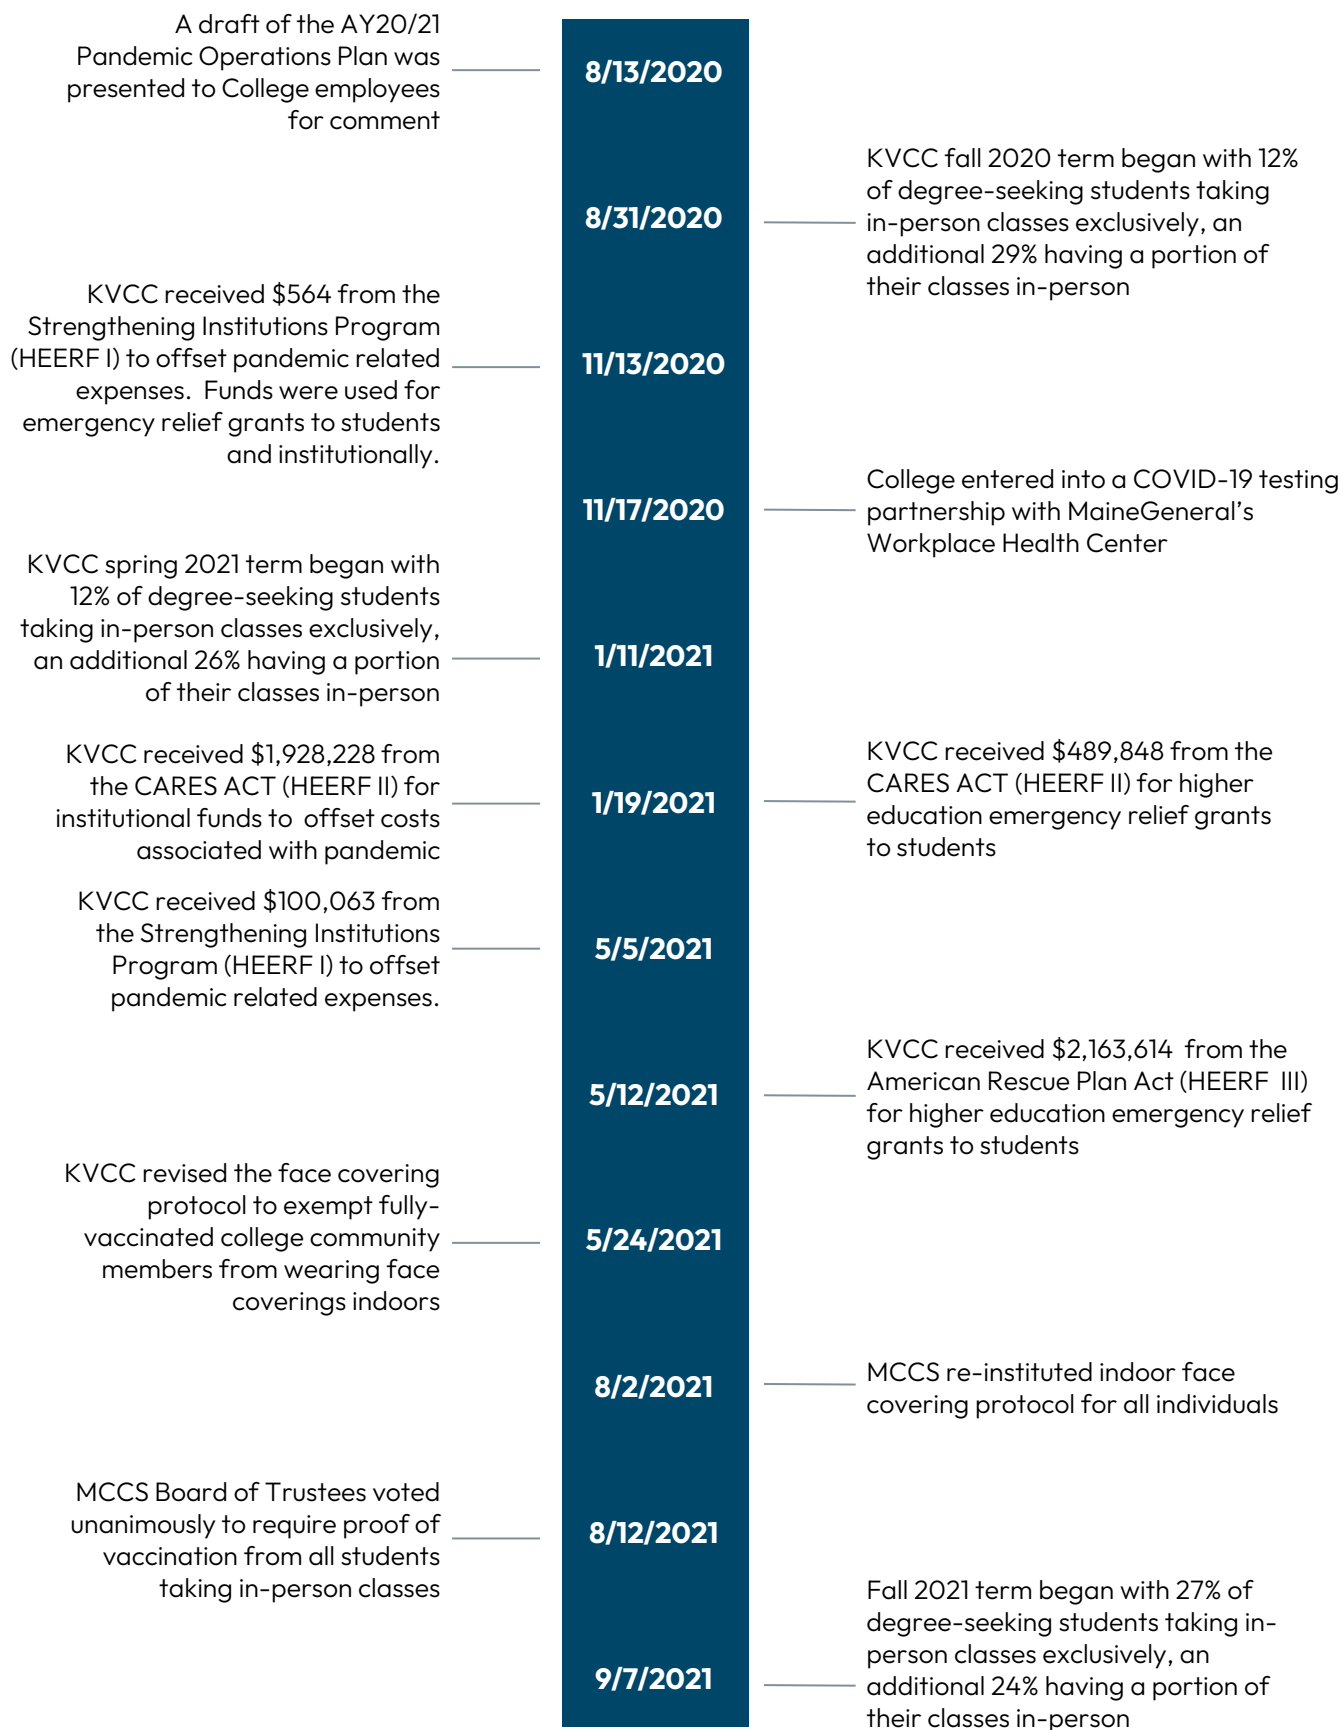 A draft of the AY20/21
Pandemic Operations Plan was
presented to College employees
for comment
8/13/2020
8/31/2020
KVCC fall 2020 term began with 12%
of degree-seeking students taking
in-person classes exclusively, an
additional 29% having a portion of
their classes in-person
KVCC received $564 from the
Strengthening Institutions Program
(HEERF I) to offset pandemic related
expenses.  Funds were used for
emergency relief grants to students
and institutionally.
11/13/2020
11/17/2020
College entered into a COVID-19 testing
partnership with MaineGeneral’s
Workplace Health Center
KVCC spring 2021 term began with
12% of degree-seeking students
taking in-person classes exclusively,
an additional 26% having a portion
of their classes in-person
1/11/2021
KVCC received $1,928,228 from
the CARES ACT (HEERF II) for
institutional funds to  offset costs
associated with pandemic
1/19/2021
KVCC received $489,848 from the
CARES ACT (HEERF II) for higher
education emergency relief grants
to students
KVCC received $100,063 from
the Strengthening Institutions
Program (HEERF I) to offset
pandemic related expenses.
5/5/2021
5/12/2021
KVCC received $2,163,614  from the
American Rescue Plan Act (HEERF  III)
for higher education emergency relief
grants to students
KVCC revised the face covering
protocol to exempt fully-
vaccinated college community
members from wearing face
coverings indoors
5/24/2021
8/2/2021
MCCS re-instituted indoor face
covering protocol for all individuals
MCCS Board of Trustees voted
unanimously to require proof of
vaccination from all students
taking in-person classes
8/12/2021
9/7/2021
Fall 2021 term began with 27% of
degree-seeking students taking in-
person classes exclusively, an
additional 24% having a portion of
their classes in-person